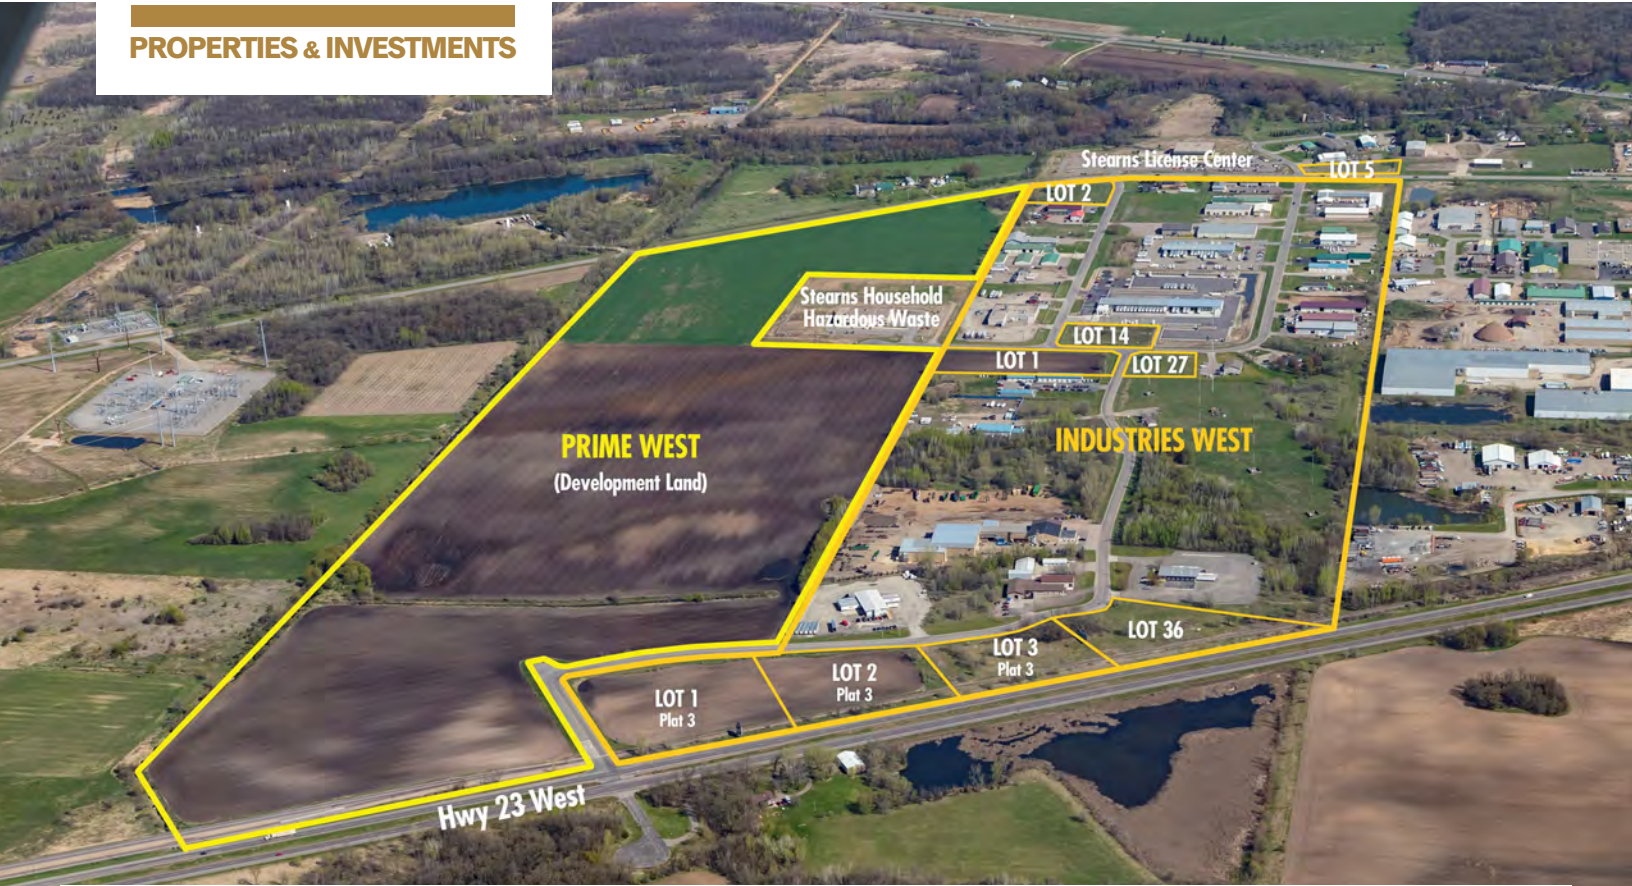 PROPERTIES & INVESTMENTS
Stearns License Center
LOT 5
LOT 2
Stearns Household
Hazardous Waste
LOT 14
LOT 1
LOT 27
PRIME WEST
(Development Land)
INDUSTRIES WEST
LOT 36
LOT 3
Plat 3
LOT 2
Plat 3
LOT 1
Plat 3
Hwy 23 West